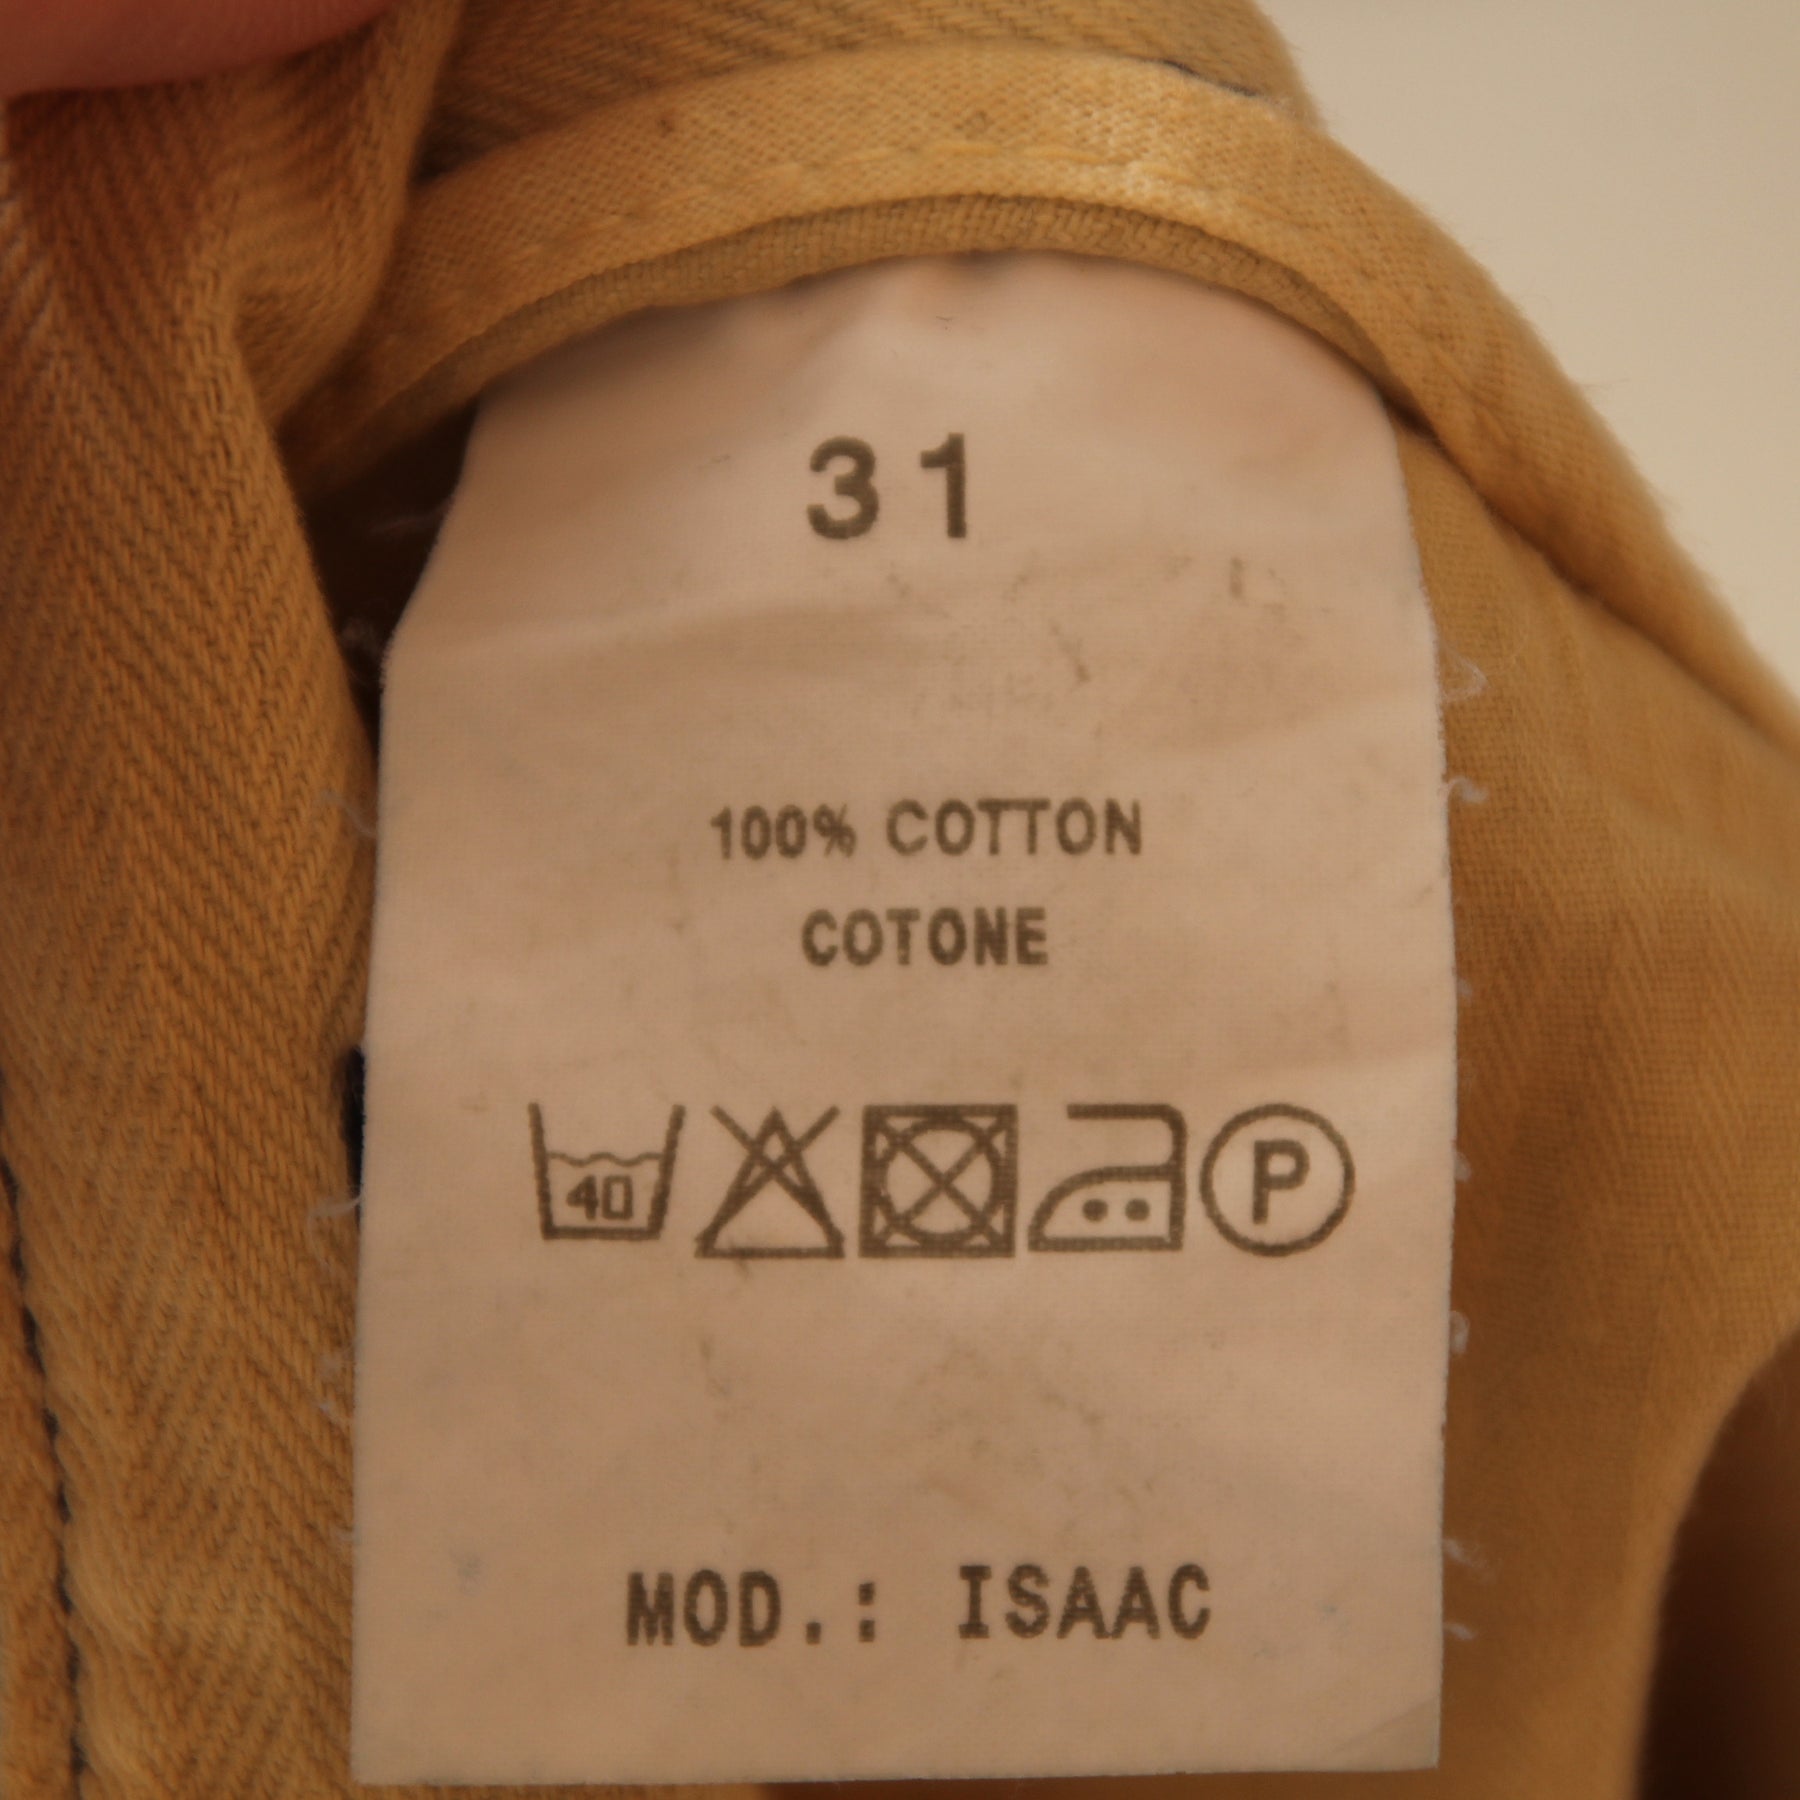 31
100% COTTON
COTONE
40 P
MOD.: ISAAC